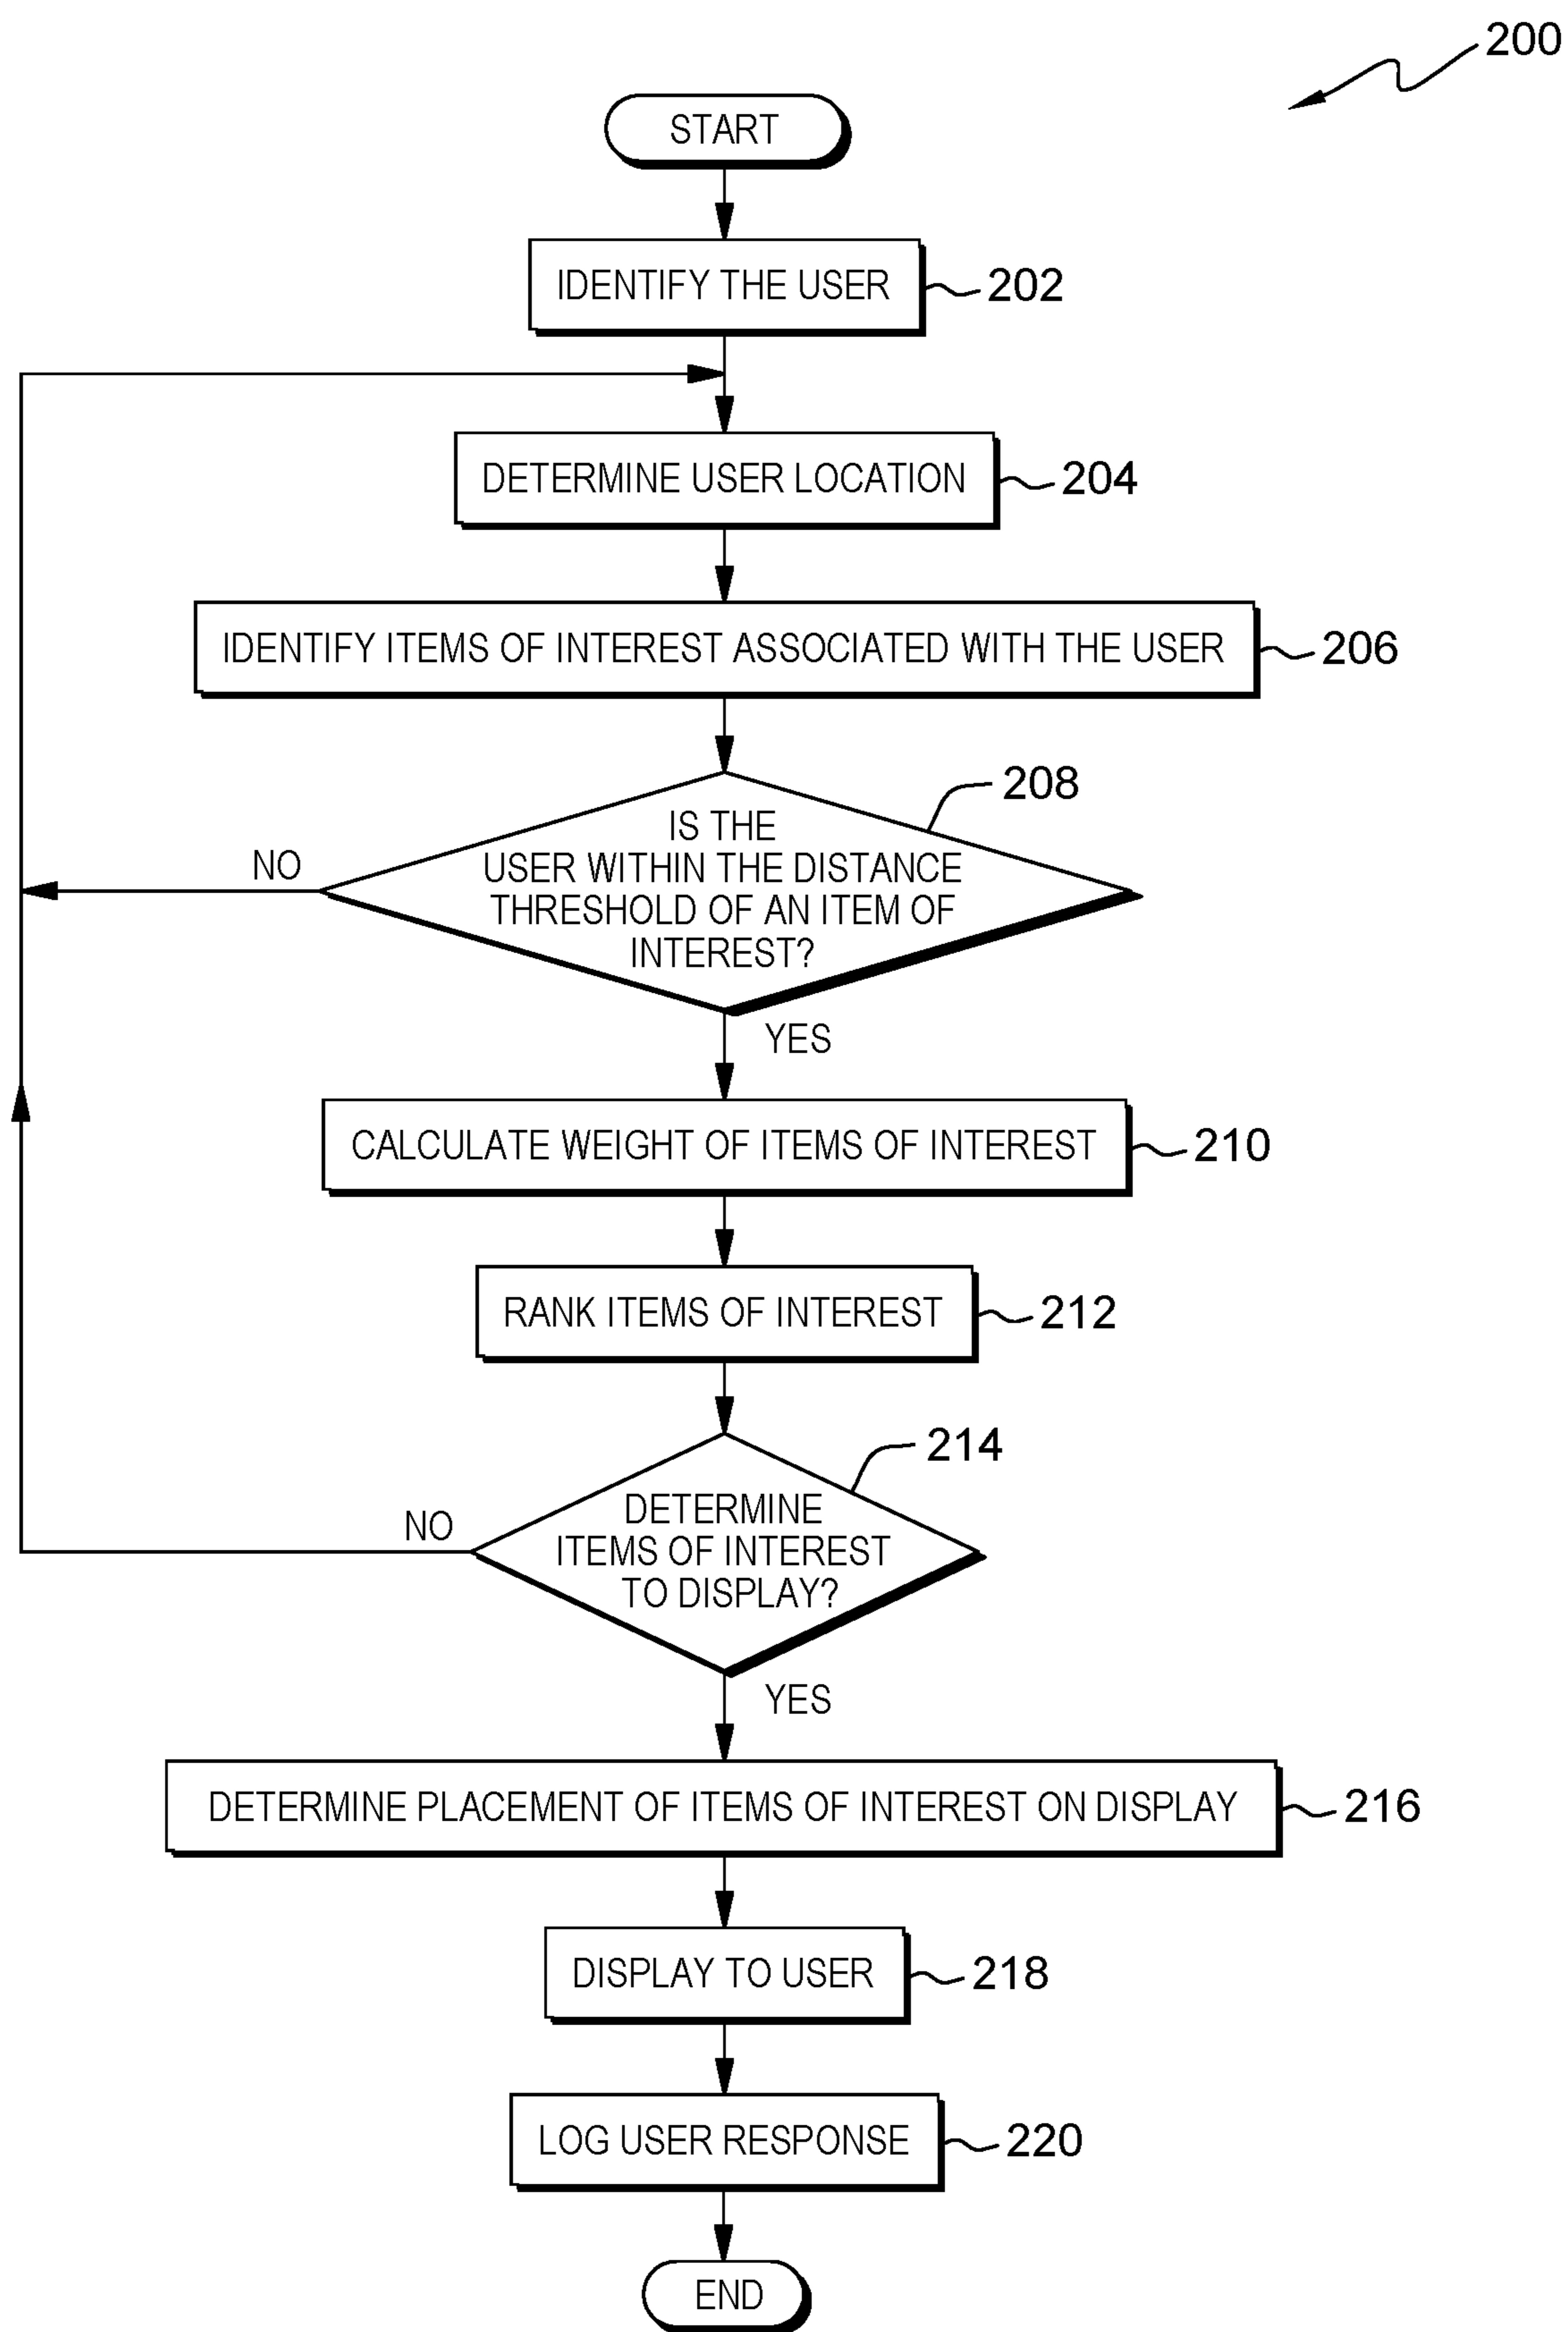 200
START
IDENTIFY THE USER
202
DETERMINE USER LOCATION
204
IDENTIFY ITEMS OF INTEREST ASSOCIATED WITH THE USER
206
208
IS THE
USER WITHIN THE DISTANCE
THRESHOLD OF AN ITEM OF
INTEREST?
NO
YES
CALCULATE WEIGHT OF ITEMS OF INTEREST
210
RANK ITEMS OF INTEREST
212
214
DETERMINE
ITEMS OF INTEREST
TO DISPLAY?
NO
YES
DETERMINE PLACEMENT OF ITEMS OF INTEREST ON DISPLAY
216
DISPLAY TO USER
218
LOG USER RESPONSE
220
END